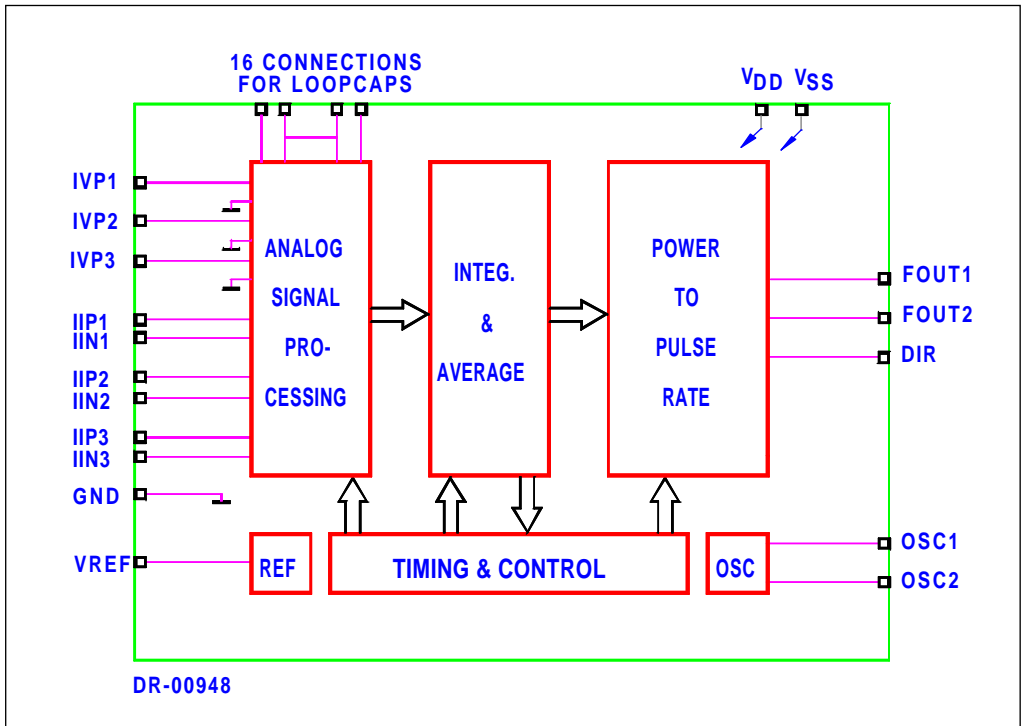 16 CONNECTIONS
FOR LOOPCAPS
VDD
VSS
IVP1
IVP2
IVP3
IIP1
IIN1
IIP2
IIN2
IIP3
IIN3
GND
VREF
ANALOG
SIGNAL
PRO-
CESSING
INTEG.
&
AVERAGE
POWER
TO
PULSE
RATE
FOUT1
FOUT2
DIR
REF
TIMING & CONTROL
OSC
OSC1
OSC2
DR-00948